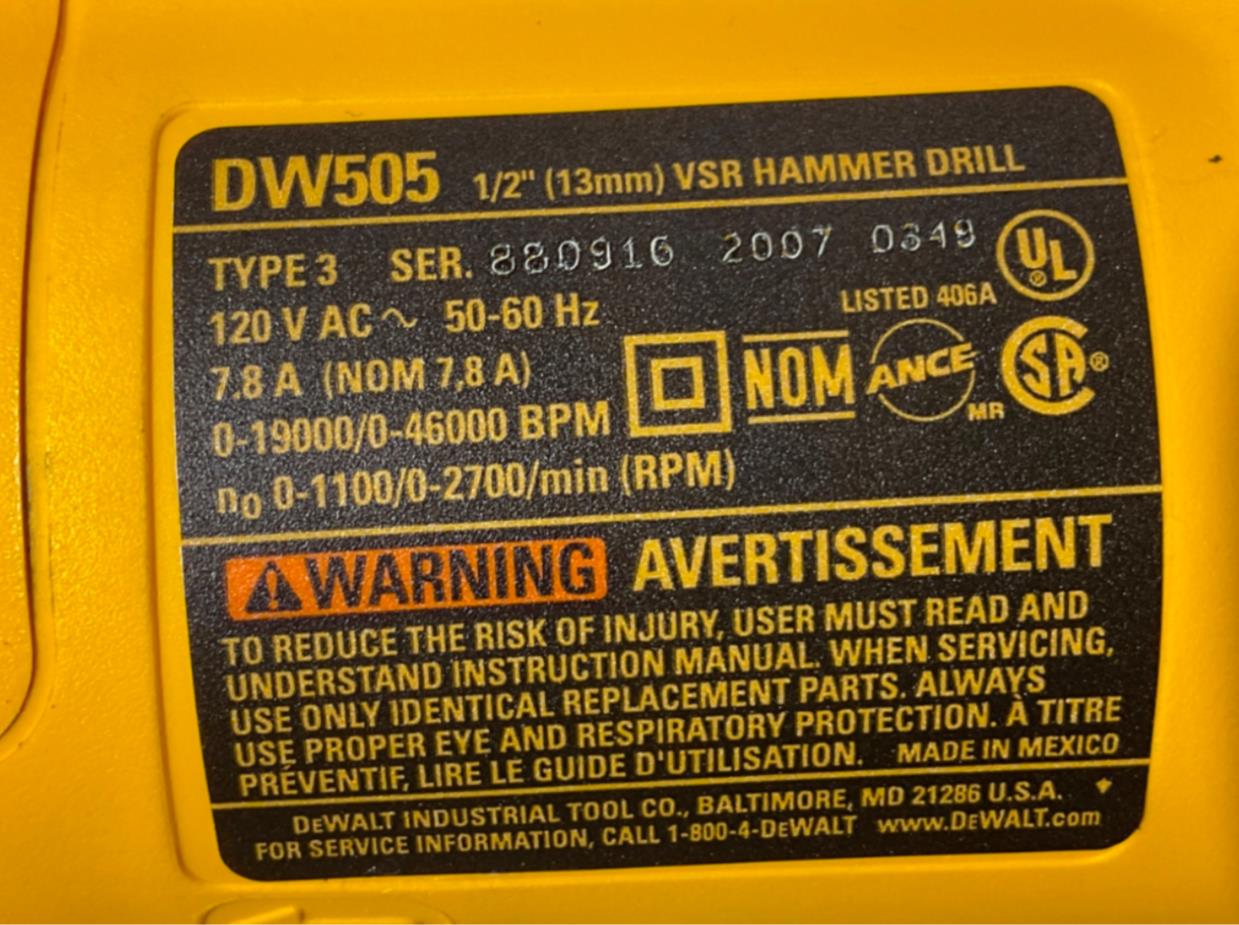 DW505 1/2" (13mm) VSR HAMMER DRILL
TYPE 3 SER. 880916 2007 0349
LISTED 406A UL®
120 V AC ~ 50-60 Hz
7.8 A (NOM 7,8 A) NOM ANCE MR SA®
0-19000/0-46000 BPM
no 0-1100/0-2700/min (RPM)
⚠WARNING AVERTISSEMENT
TO REDUCE THE RISK OF INJURY, USER MUST READ AND
UNDERSTAND INSTRUCTION MANUAL. WHEN SERVICING,
USE ONLY IDENTICAL REPLACEMENT PARTS. ALWAYS
USE PROPER EYE AND RESPIRATORY PROTECTION. À TITRE
PRÉVENTIF, LIRE LE GUIDE D'UTILISATION. MADE IN MEXICO
DEWALT INDUSTRIAL TOOL CO., BALTIMORE, MD 21286 U.S.A.
FOR SERVICE INFORMATION, CALL 1-800-4-DEWALT www.DEWALT.com